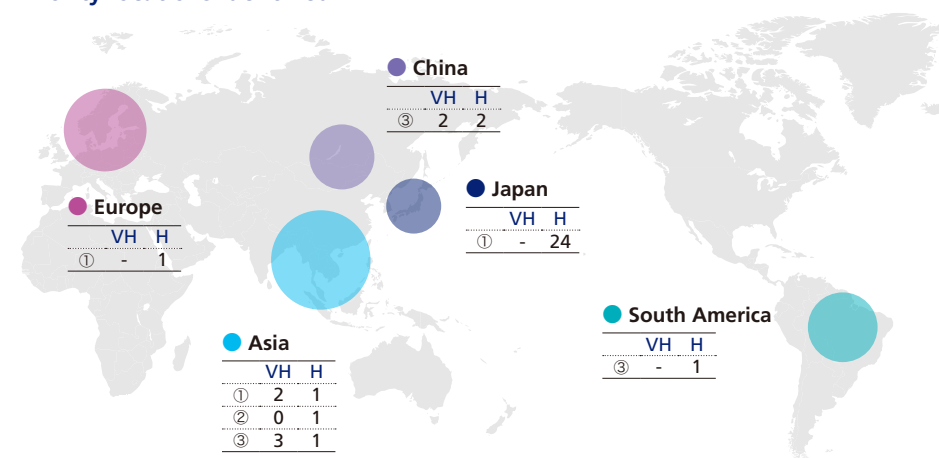 China
VH H
③ 2 2
Japan
VH H
① - 24
Europe
VH H
① - 1
South America
VH H
③ - 1
Asia
VH H
① 2 1
② 0 1
③ 3 1